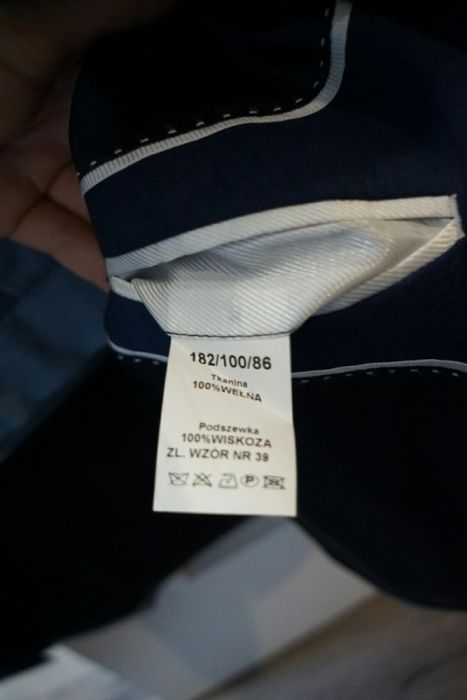 182/100/86
Tkanina
100%WEŁNA
Podszewka
100%WISKOZA
ZL. WZÓR NR 39
P